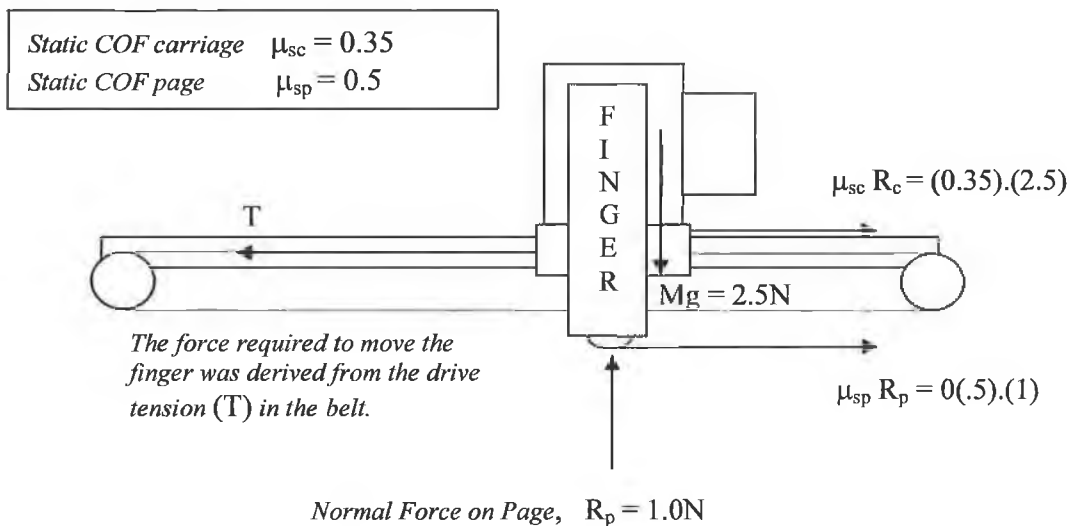 Static COF carriage μsc = 0.35
Static COF page μsp = 0.5
FINGER
μsc Rc = (0.35).(2.5)
T
Mg = 2.5N
The force required to move the
finger was derived from the drive
tension (T) in the belt.
μsp Rp = 0(.5).(1)
Normal Force on Page, Rp = 1.0N